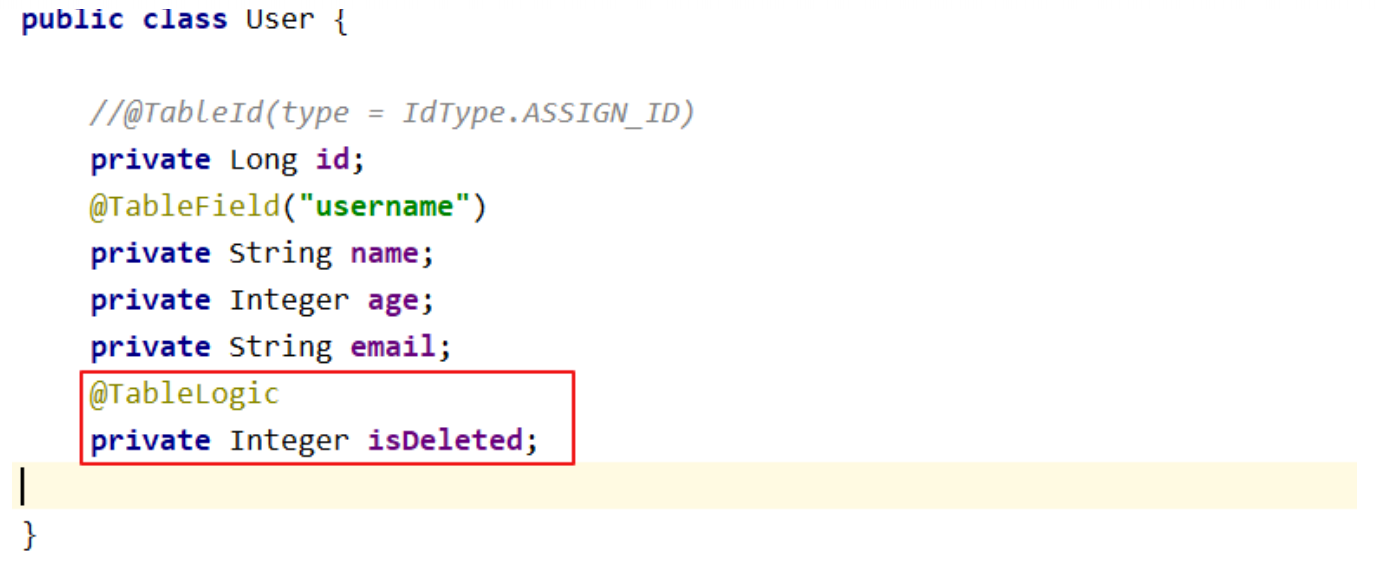 public class User {
//@TableId(type = IdType.ASSIGN_ID)
private Long id;
@TableField("username")
private String name;
private Integer age;
private String email;
@TableLogic
private Integer isDeleted;
}